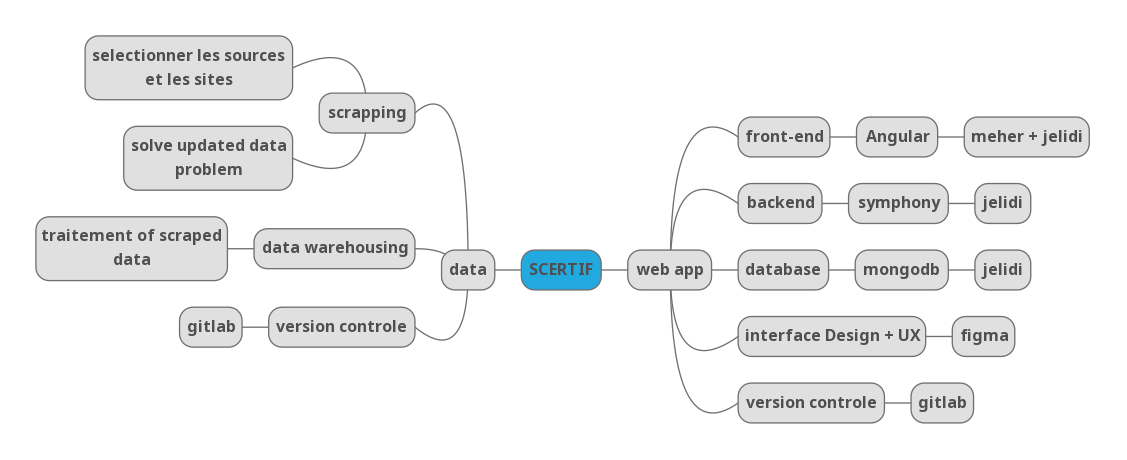 selectionner les sources
et les sites
scrapping
solve updated data
problem
traitement of scraped
data
data warehousing
gitlab
version controle
data
SCERTIF
web app
front-end
Angular
meher + jelidi
backend
symphony
jelidi
database
mongodb
jelidi
interface Design + UX
figma
version controle
gitlab